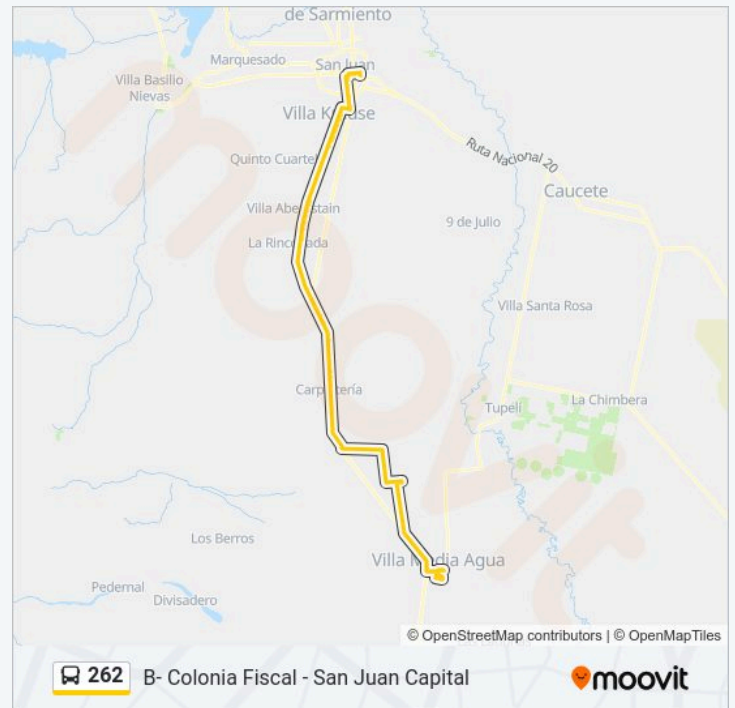 de Sarmiento
Marquesado
San Juan
Villa Basilio
Nievas
Villa Krause
Ruta Nacional 20
Quinto Cuartel
Caucete
Villa Aberastain
9 de Julio
La Rinconada
Villa Santa Rosa
Carpintería
La Chimbera
Tupelí
Los Berros
Villa Media Agua
Pedernal
Divisadero
© OpenStreetMap contributors | © OpenMapTiles
262 B- Colonia Fiscal - San Juan Capital
moovit